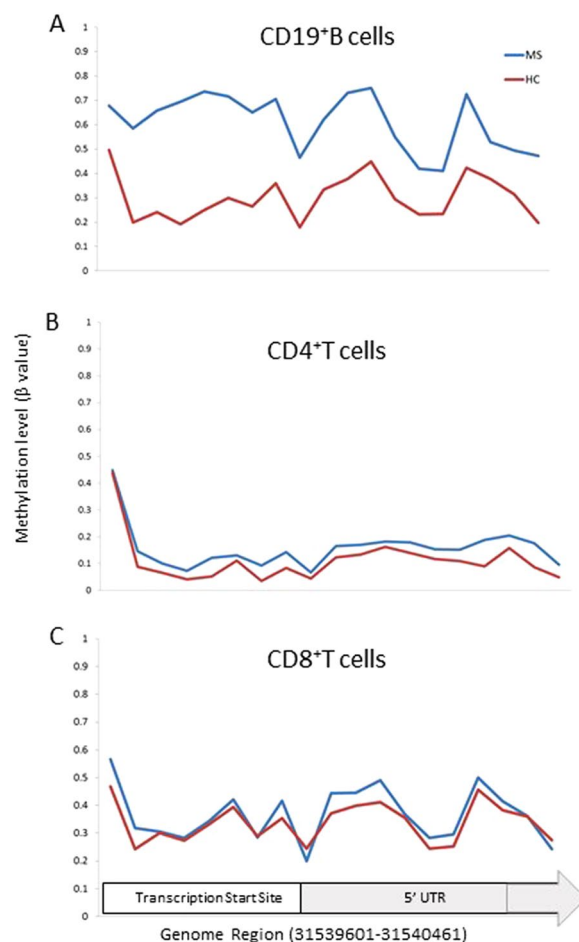 A
CD19⁺B cells
MS
HC
1
0.9
0.8
0.7
0.6
0.5
0.4
0.3
0.2
0.1
0
B
CD4⁺T cells
1
0.9
0.8
0.7
0.6
0.5
0.4
0.3
0.2
0.1
0
Methylation level (β value)
C
CD8⁺T cells
1
0.9
0.8
0.7
0.6
0.5
0.4
0.3
0.2
0.1
0
Transcription Start Site
5' UTR
Genome Region (31539601-31540461)